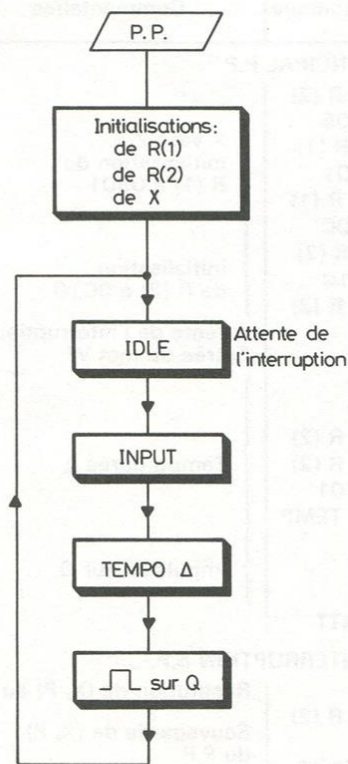 P.P.
Initialisations:
de R(1)
de R(2)
de X
IDLE
Attente de
l'interruption
INPUT
TEMPO Δ
sur Q